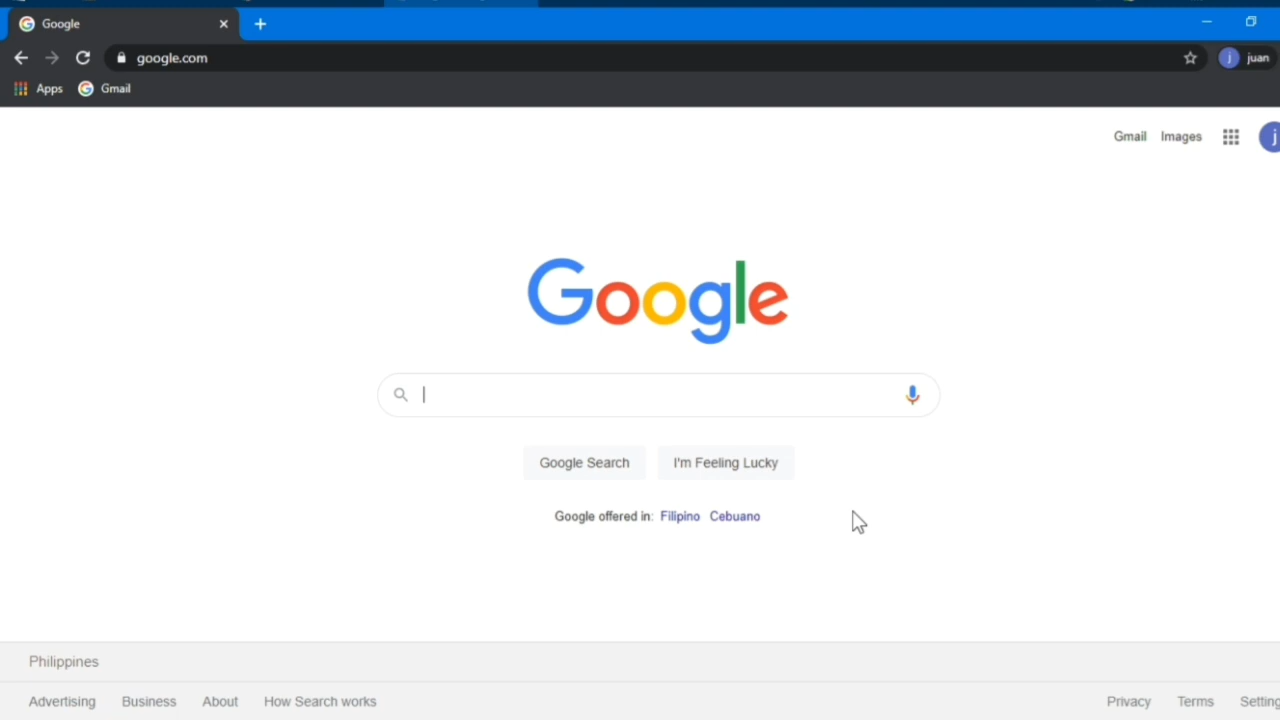 Google
google.com
juan
Apps Gmail
Gmail Images
j
Google
Google Search I'm Feeling Lucky
Google offered in: Filipino Cebuano
Philippines
Advertising Business About How Search works Privacy Terms Setting